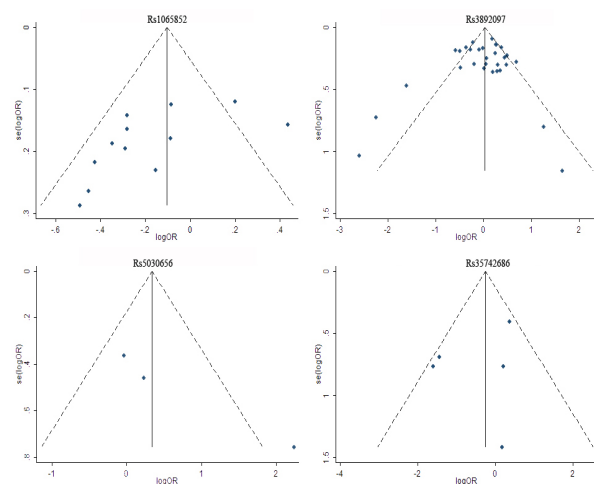 Rs1065852
se(logOR)
0
.1
.2
.3
-.6 -.4 -.2 0 .2 .4
logOR
Rs3892097
se(logOR)
0
.5
1
1.5
-3 -2 -1 0 1 2
logOR
Rs5030656
se(logOR)
0
.2
.4
.8
-1 0 1 2
logOR
Rs35742686
se(logOR)
0
.5
1
1.5
-4 -2 0 2
logOR